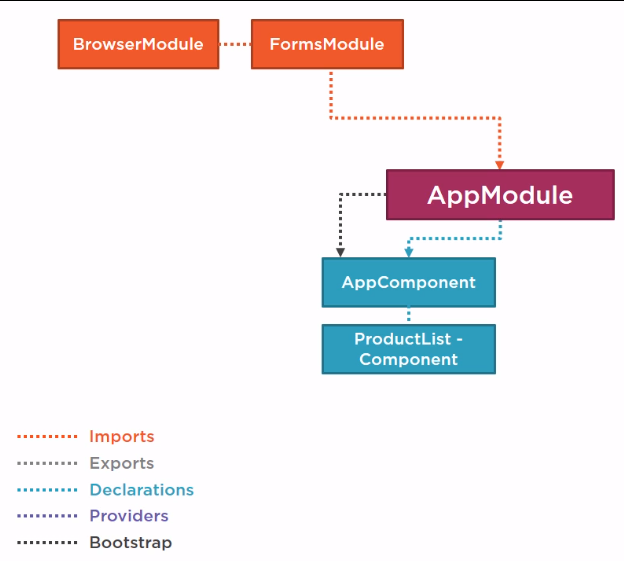 BrowserModule
FormsModule
AppModule
AppComponent
ProductList -
Component
Imports
Exports
Declarations
Providers
Bootstrap